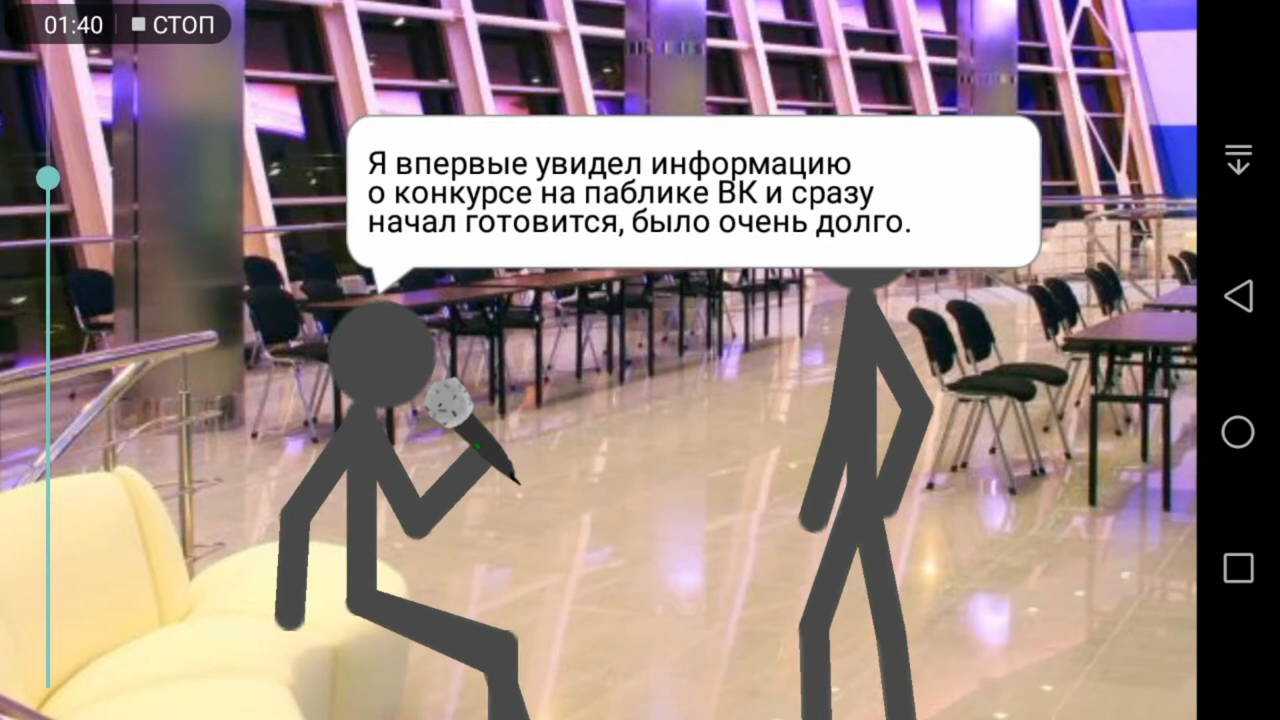 01:40 СТОП
Я впервые увидел информацию
о конкурсе на паблике ВК и сразу
начал готовится, было очень долго.